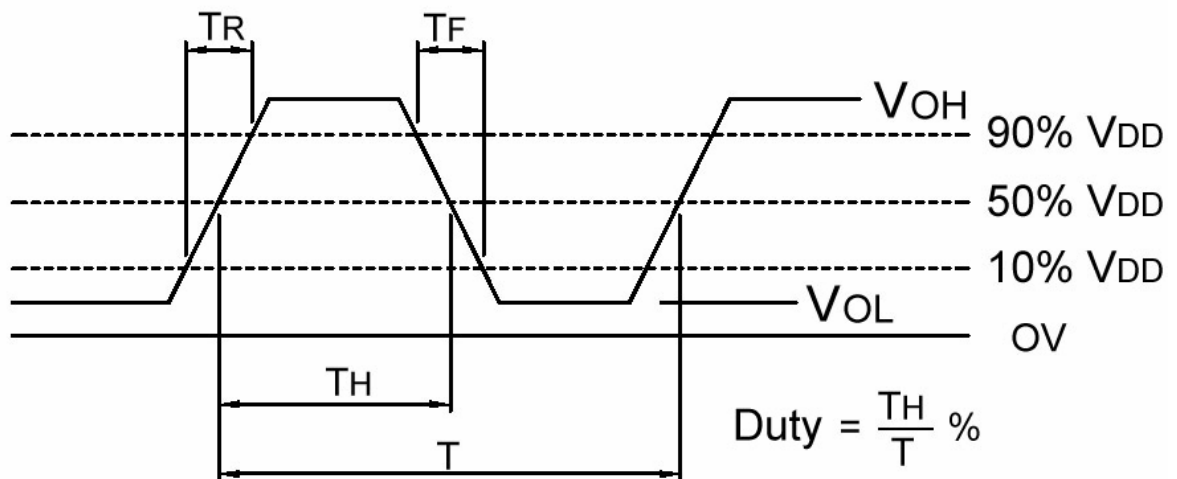 TR
TF
VOH
90% VDD
50% VDD
10% VDD
VOL
OV
TH
T
Duty = TH/T %